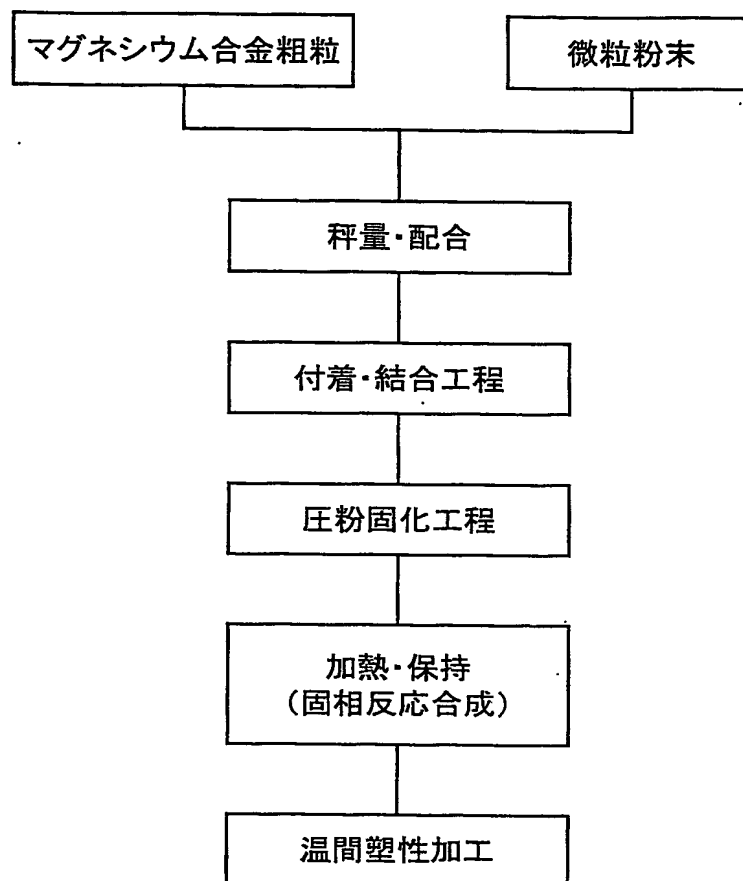 マグネシウム合金粗粒
微粒粉末
秤量・配合
付着・結合工程
圧粉固化工程
加熱・保持
(固相反応合成)
温間塑性加工